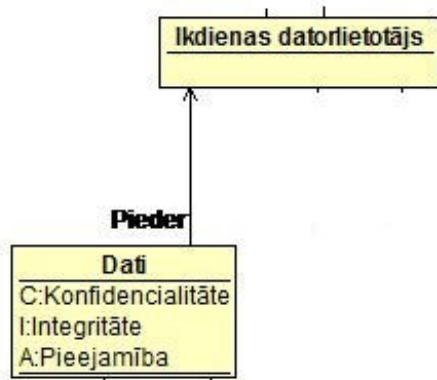 Ikdienas datorlietotājs
Pieder
Dati
C:Konfidencialitāte
I:Integritāte
A:Pieejamība